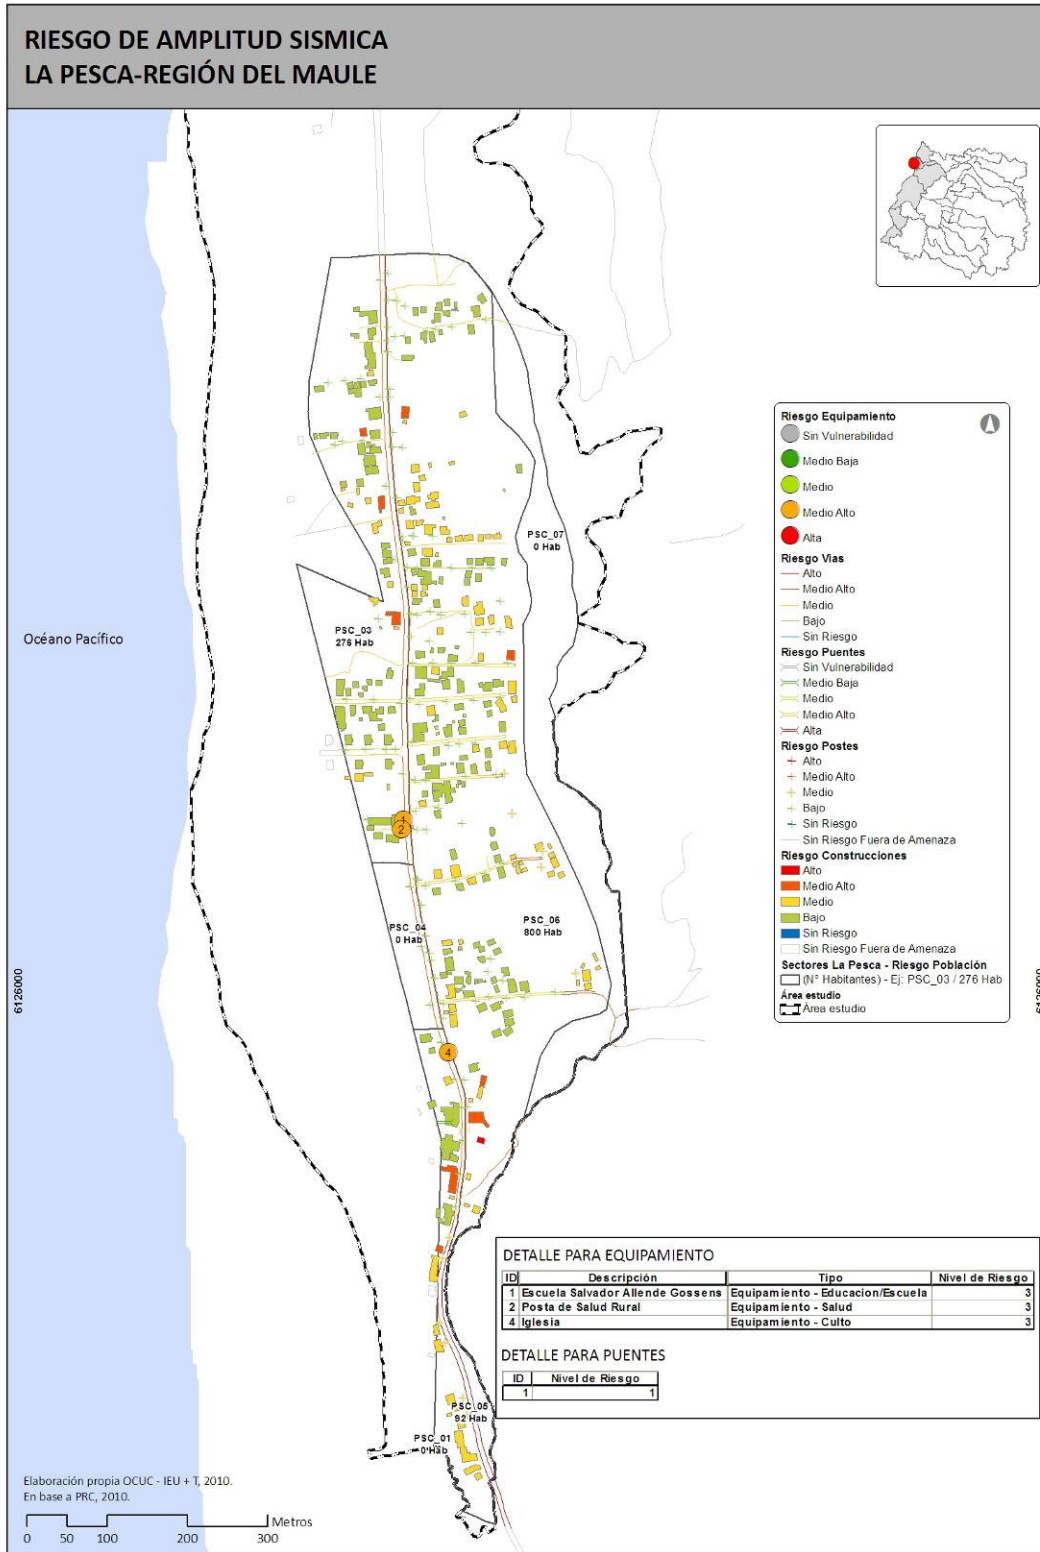 RIESGO DE AMPLITUD SISMICA
LA PESCA-REGIÓN DEL MAULE
Riesgo Equipamiento
Sin Vulnerabilidad
Medio Baja
Medio
Medio Alto
Alta
Riesgo Vias
Alto
Medio Alto
Medio
Bajo
Sin Riesgo
Riesgo Puentes
Sin Vulnerabilidad
Medio Baja
Medio
Medio Alto
Alta
Riesgo Postes
Alto
Medio Alto
Medio
Bajo
Sin Riesgo
Sin Riesgo Fuera de Amenaza
Riesgo Construcciones
Alto
Medio Alto
Medio
Bajo
Sin Riesgo
Sin Riesgo Fuera de Amenaza
Sectores La Pesca - Riesgo Población
(N° Habitantes) - Ej: PSC_03 / 276 Hab
Área estudio
Área estudio
PSC_07
0 Hab
Océano Pacífico
PSC_03
276 Hab
1
2
PSC_04
0 Hab
PSC_06
800 Hab
6126000
6126000
4
DETALLE PARA EQUIPAMIENTO
ID Descripción Tipo Nivel de Riesgo
1 Escuela Salvador Allende Gossens Equipamiento - Educacion/Escuela 3
2 Posta de Salud Rural Equipamiento - Salud 3
4 Iglesia Equipamiento - Culto 3
DETALLE PARA PUENTES
ID Nivel de Riesgo
1 1
PSC_05
92 Hab
PSC_01
0 Hab
Elaboración propia OCUC - IEU + T, 2010.
En base a PRC, 2010.
Metros
0 50 100 200 300